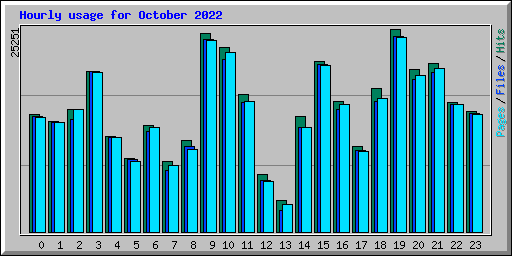 Hourly usage for October 2022
25251
Pages/Files/Hits
0 1 2 3 4 5 6 7 8 9 10 11 12 13 14 15 16 17 18 19 20 21 22 23